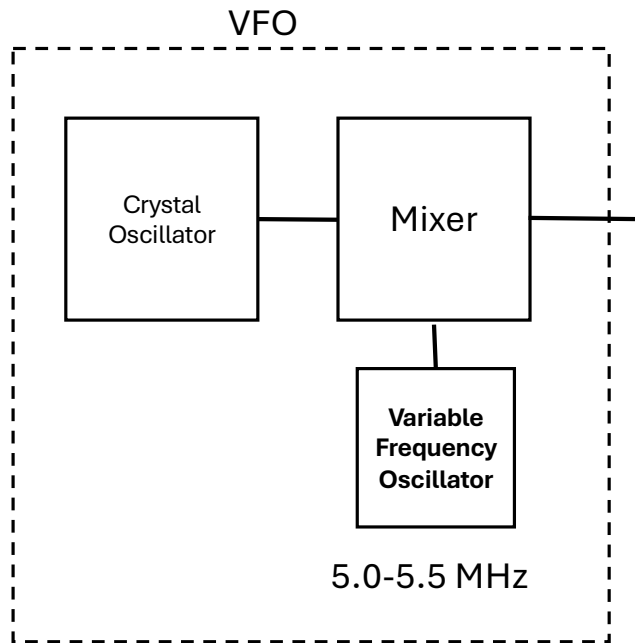 VFO
Crystal
Oscillator
Mixer
Variable
Frequency
Oscillator
5.0-5.5 MHz